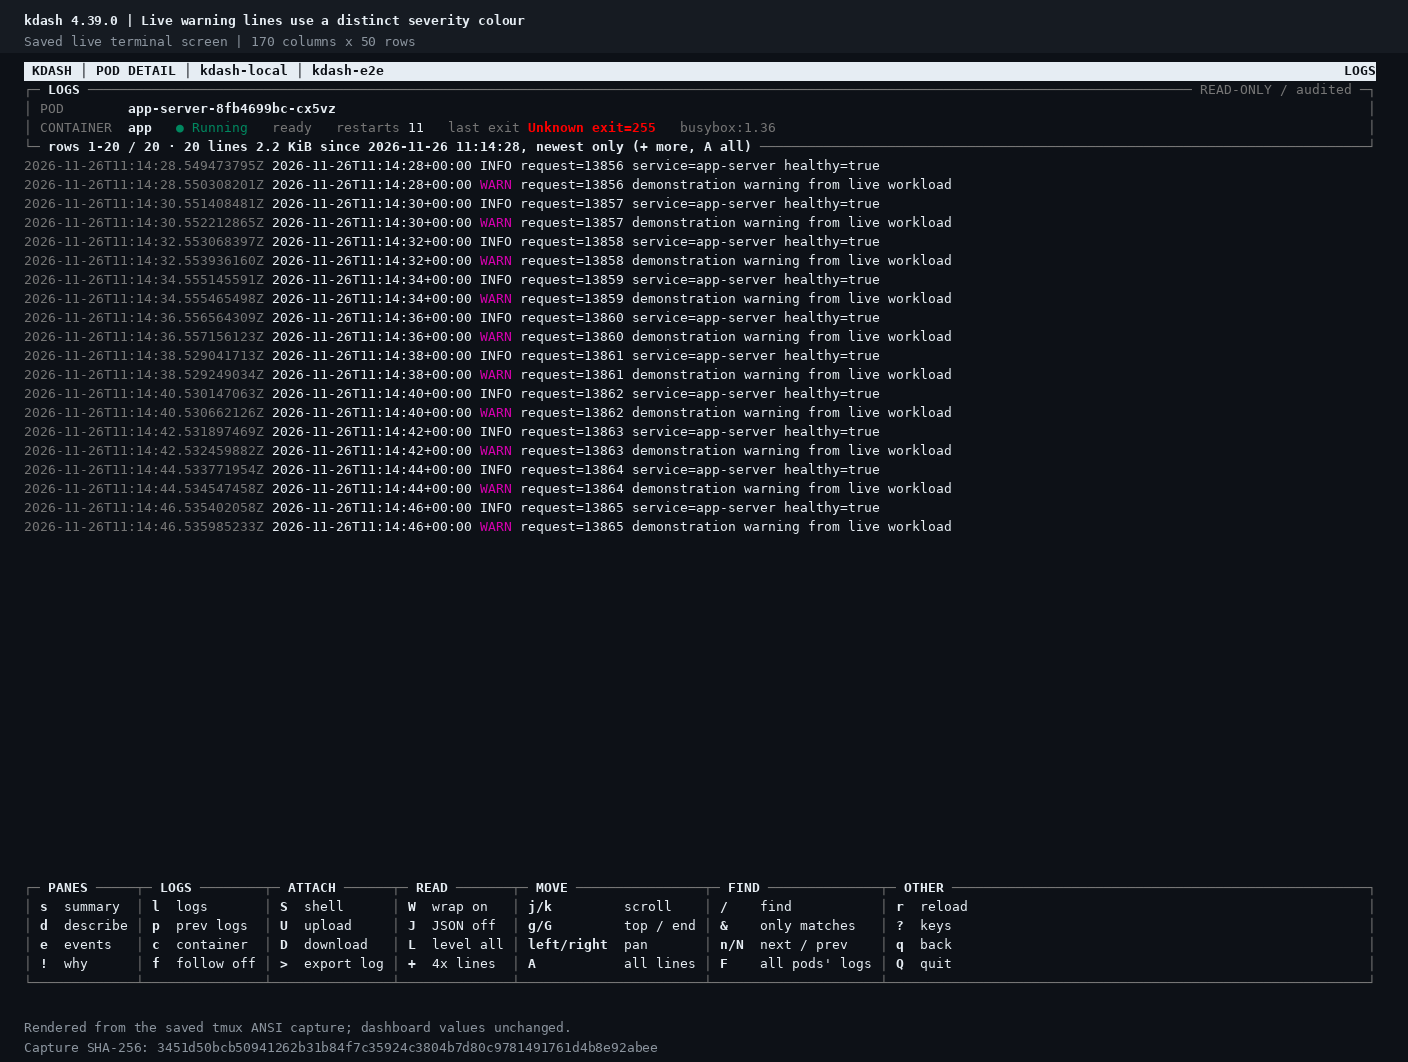 kdash 4.39.0 | Live warning lines use a distinct severity colour
Saved live terminal screen | 170 columns x 50 rows
KDASH │ POD DETAIL │ kdash-local │ kdash-e2e LOGS
LOGS READ-ONLY / audited
POD app-server-8fb4699bc-cx5vz
CONTAINER app ● Running ready restarts 11 last exit Unknown exit=255 busybox:1.36
rows 1-20 / 20 · 20 lines 2.2 KiB since 2026-11-26 11:14:28, newest only (+ more, A all)
2026-11-26T11:14:28.549473795Z 2026-11-26T11:14:28+00:00 INFO request=13856 service=app-server healthy=true
2026-11-26T11:14:28.550308201Z 2026-11-26T11:14:28+00:00 WARN request=13856 demonstration warning from live workload
2026-11-26T11:14:30.551408481Z 2026-11-26T11:14:30+00:00 INFO request=13857 service=app-server healthy=true
2026-11-26T11:14:30.552212865Z 2026-11-26T11:14:30+00:00 WARN request=13857 demonstration warning from live workload
2026-11-26T11:14:32.553068397Z 2026-11-26T11:14:32+00:00 INFO request=13858 service=app-server healthy=true
2026-11-26T11:14:32.553936160Z 2026-11-26T11:14:32+00:00 WARN request=13858 demonstration warning from live workload
2026-11-26T11:14:34.555145591Z 2026-11-26T11:14:34+00:00 INFO request=13859 service=app-server healthy=true
2026-11-26T11:14:34.555465498Z 2026-11-26T11:14:34+00:00 WARN request=13859 demonstration warning from live workload
2026-11-26T11:14:36.556564309Z 2026-11-26T11:14:36+00:00 INFO request=13860 service=app-server healthy=true
2026-11-26T11:14:36.557156123Z 2026-11-26T11:14:36+00:00 WARN request=13860 demonstration warning from live workload
2026-11-26T11:14:38.529041713Z 2026-11-26T11:14:38+00:00 INFO request=13861 service=app-server healthy=true
2026-11-26T11:14:38.529249034Z 2026-11-26T11:14:38+00:00 WARN request=13861 demonstration warning from live workload
2026-11-26T11:14:40.530147063Z 2026-11-26T11:14:40+00:00 INFO request=13862 service=app-server healthy=true
2026-11-26T11:14:40.530662126Z 2026-11-26T11:14:40+00:00 WARN request=13862 demonstration warning from live workload
2026-11-26T11:14:42.531897469Z 2026-11-26T11:14:42+00:00 INFO request=13863 service=app-server healthy=true
2026-11-26T11:14:42.532459882Z 2026-11-26T11:14:42+00:00 WARN request=13863 demonstration warning from live workload
2026-11-26T11:14:44.533771954Z 2026-11-26T11:14:44+00:00 INFO request=13864 service=app-server healthy=true
2026-11-26T11:14:44.534547458Z 2026-11-26T11:14:44+00:00 WARN request=13864 demonstration warning from live workload
2026-11-26T11:14:46.535402058Z 2026-11-26T11:14:46+00:00 INFO request=13865 service=app-server healthy=true
2026-11-26T11:14:46.535985233Z 2026-11-26T11:14:46+00:00 WARN request=13865 demonstration warning from live workload
PANES LOGS ATTACH READ MOVE FIND OTHER
s summary │ l logs │ S shell │ W wrap on │ j/k scroll │ / find │ r reload
d describe │ p prev logs │ U upload │ J JSON off │ g/G top / end │ & only matches │ ? keys
e events │ c container │ D download │ L level all │ left/right pan │ n/N next / prev │ q back
! why │ f follow off │ > export log │ + 4x lines │ A all lines │ F all pods' logs │ Q quit
Rendered from the saved tmux ANSI capture; dashboard values unchanged.
Capture SHA-256: 3451d50bcb50941262b31b84f7c35924c3804b7d80c9781491761d4b8e92abee